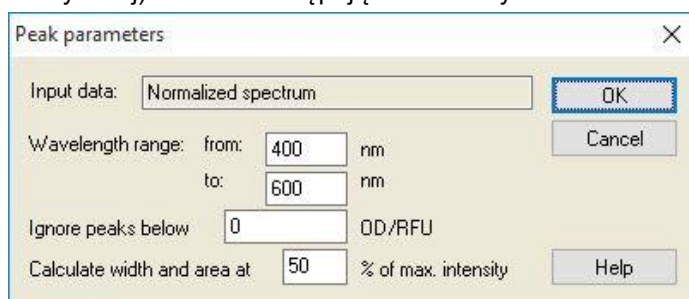 Peak parameters
Input data: Normalized spectrum OK
Wavelength range: from: 400 nm Cancel
to: 600 nm
Ignore peaks below 0 OD/RFU
Calculate width and area at 50 % of max. intensity Help